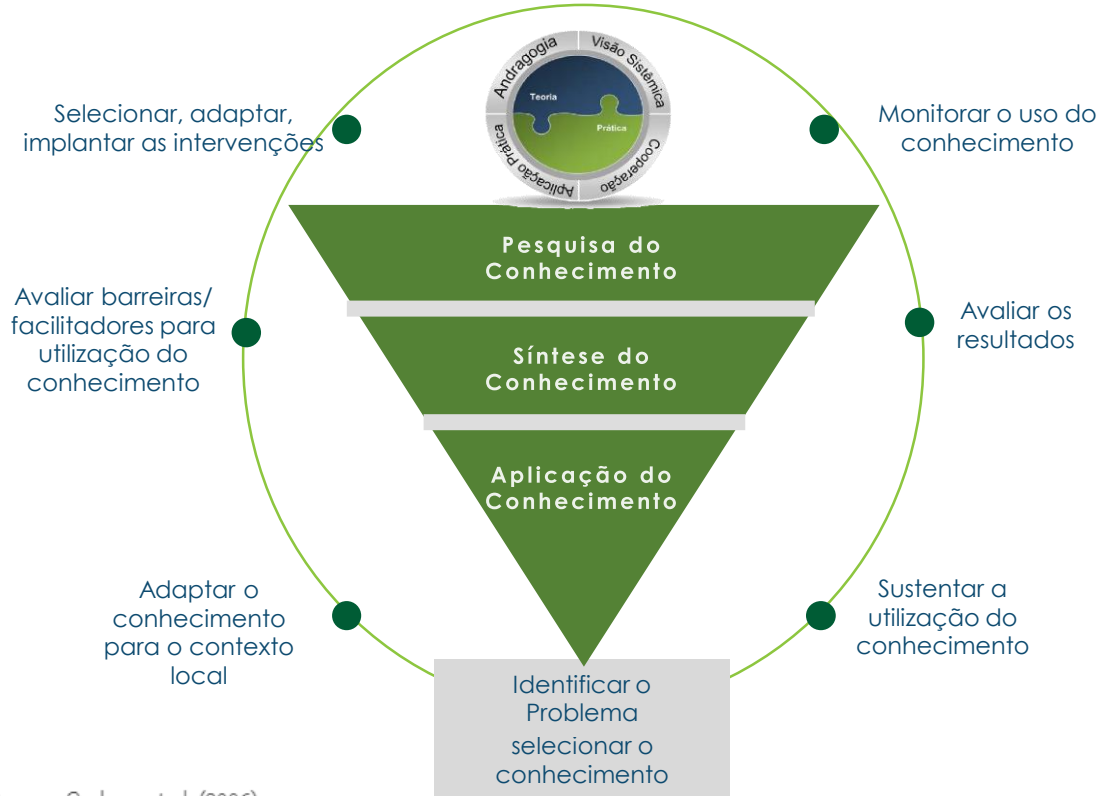 Andragogia
Visão Sistêmica
Teoria
Prática
Aplicação Prática
Cooperação
Selecionar, adaptar,
implantar as intervenções
Monitorar o uso do
conhecimento
Pesquisa do
Conhecimento
Avaliar barreiras/
facilitadores para
utilização do
conhecimento
Avaliar os
resultados
Síntese do
Conhecimento
Aplicação do
Conhecimento
Adaptar o
conhecimento
para o contexto
local
Sustentar a
utilização do
conhecimento
Identificar o
Problema
selecionar o
conhecimento